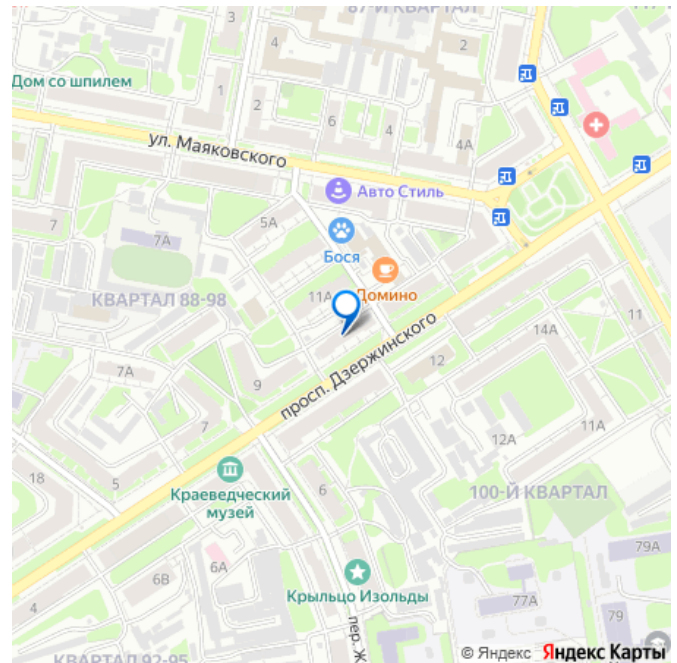 87-Й КВАРТАЛ
3
4
2
Дом со шпилем
1
2
6
4А
ул. Маяковского
Авто Стиль
7
5А
7А
Бося
Домино
КВАРТАЛ 88-98
11А
просп. Дзержинского
14А
11
12
7А
9
7
12А
11А
18
5
Краеведческий
музей
6
100-Й КВАРТАЛ
79А
6А
6В
Крыльцо Изольды
77А
79
4
пер. Ж
КВАРТАЛ 92-95
© Яндекс Яндекс Карты